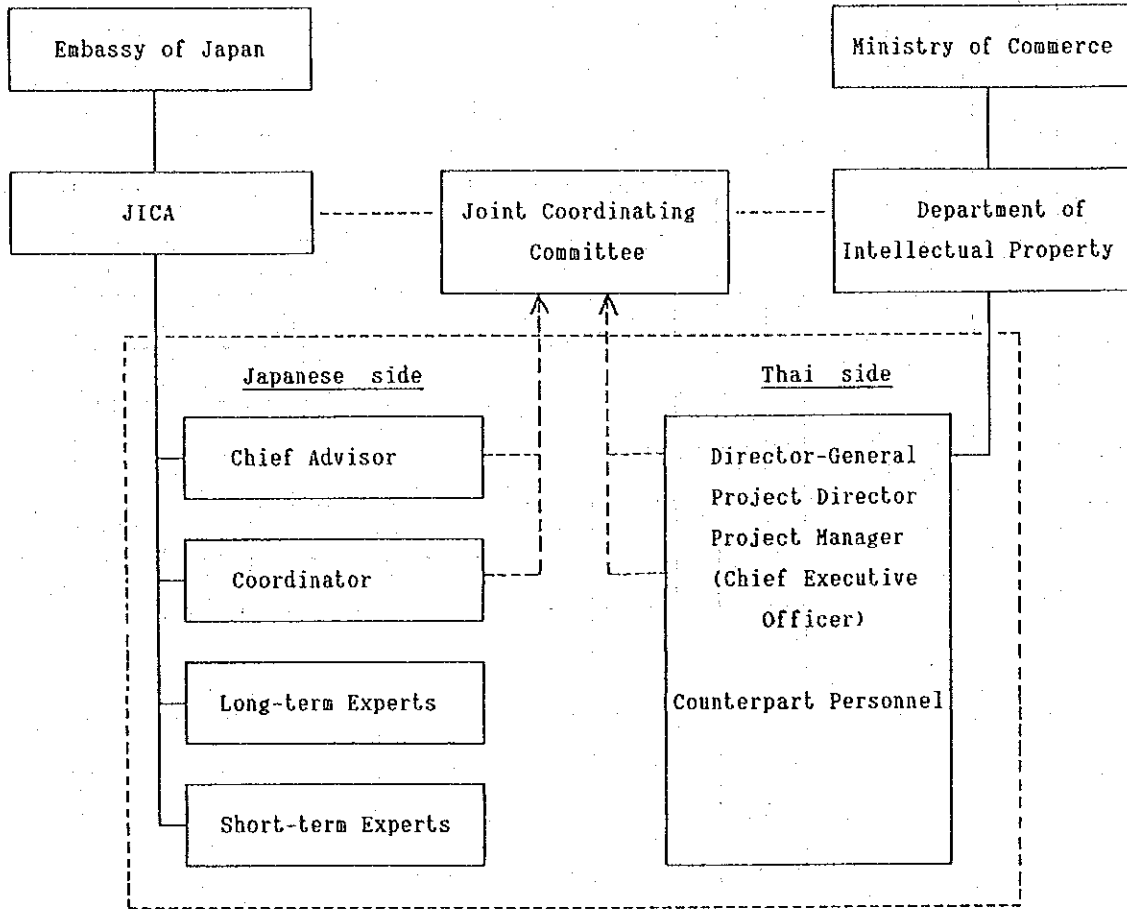 Embassy of Japan
Ministry of Commerce
JICA
Joint Coordinating
Committee
Department of
Intellectual Property
Japanese side
Thai side
Chief Advisor
Coordinator
Long-term Experts
Short-term Experts
Director-General
Project Director
Project Manager
(Chief Executive
Officer)
Counterpart Personnel